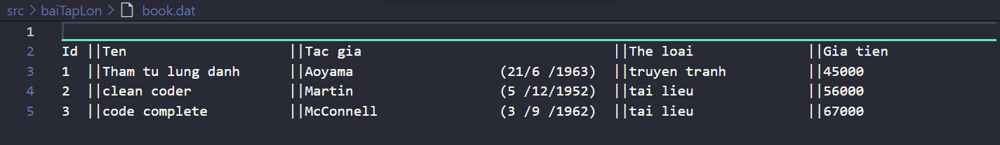 src > baiTapLon > book.dat
1
2 Id ||Ten ||Tac gia ||The loai ||Gia tien
3 1 ||Tham tu lung danh ||Aoyama (21/6 /1963) ||truyen tranh ||45000
4 2 ||clean coder ||Martin (5 /12/1952) ||tai lieu ||56000
5 3 ||code complete ||McConnell (3 /9 /1962) ||tai lieu ||67000